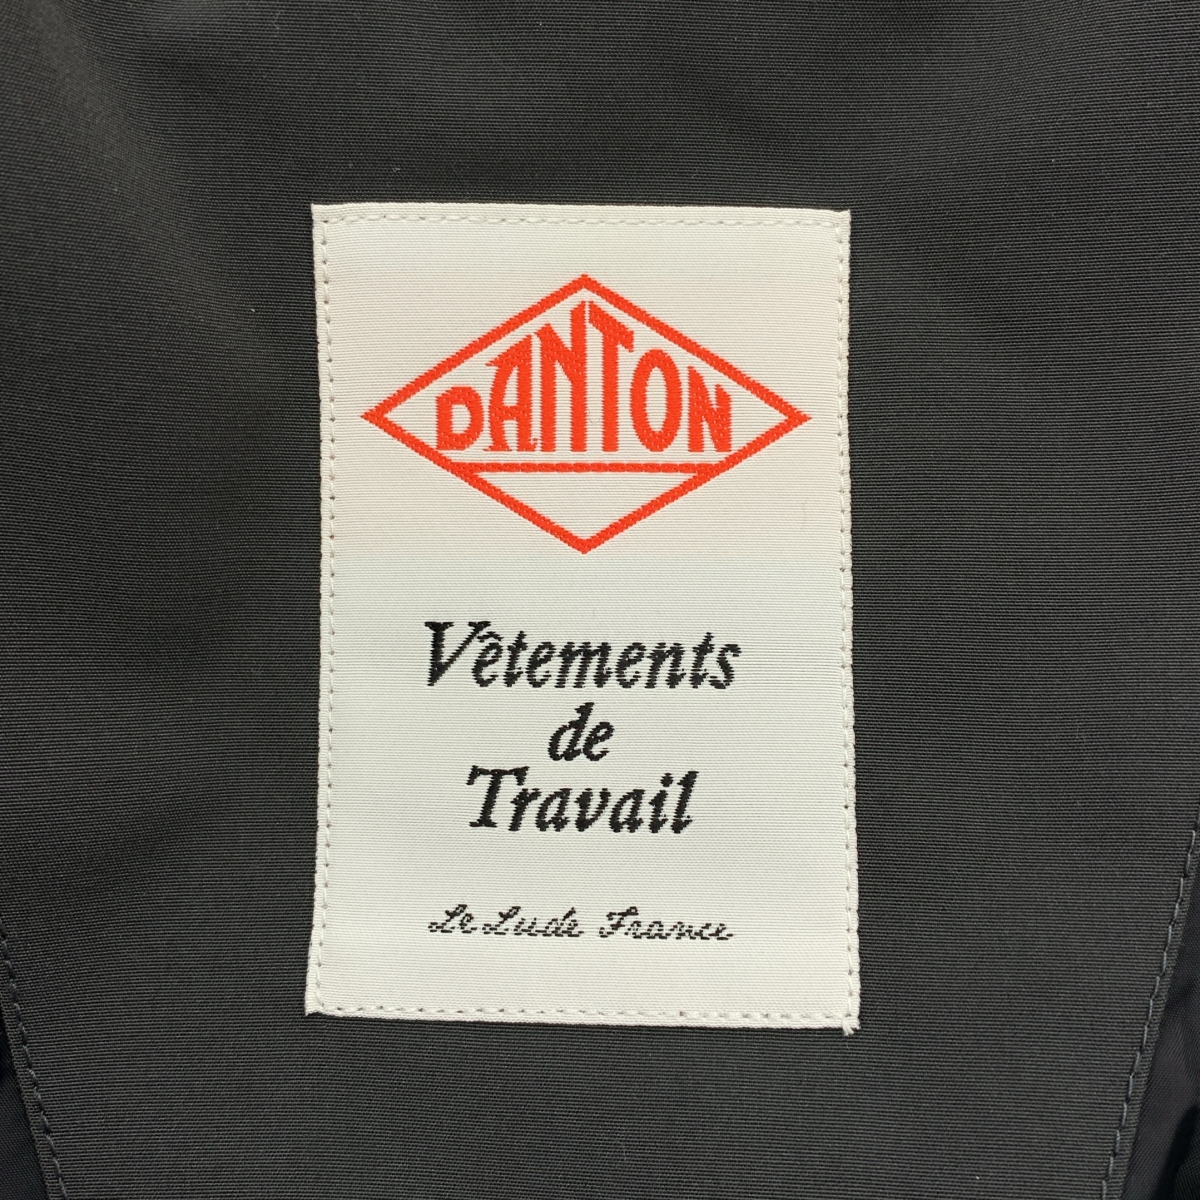 DANTON
Vêtements
de
Travail
Le Lude France